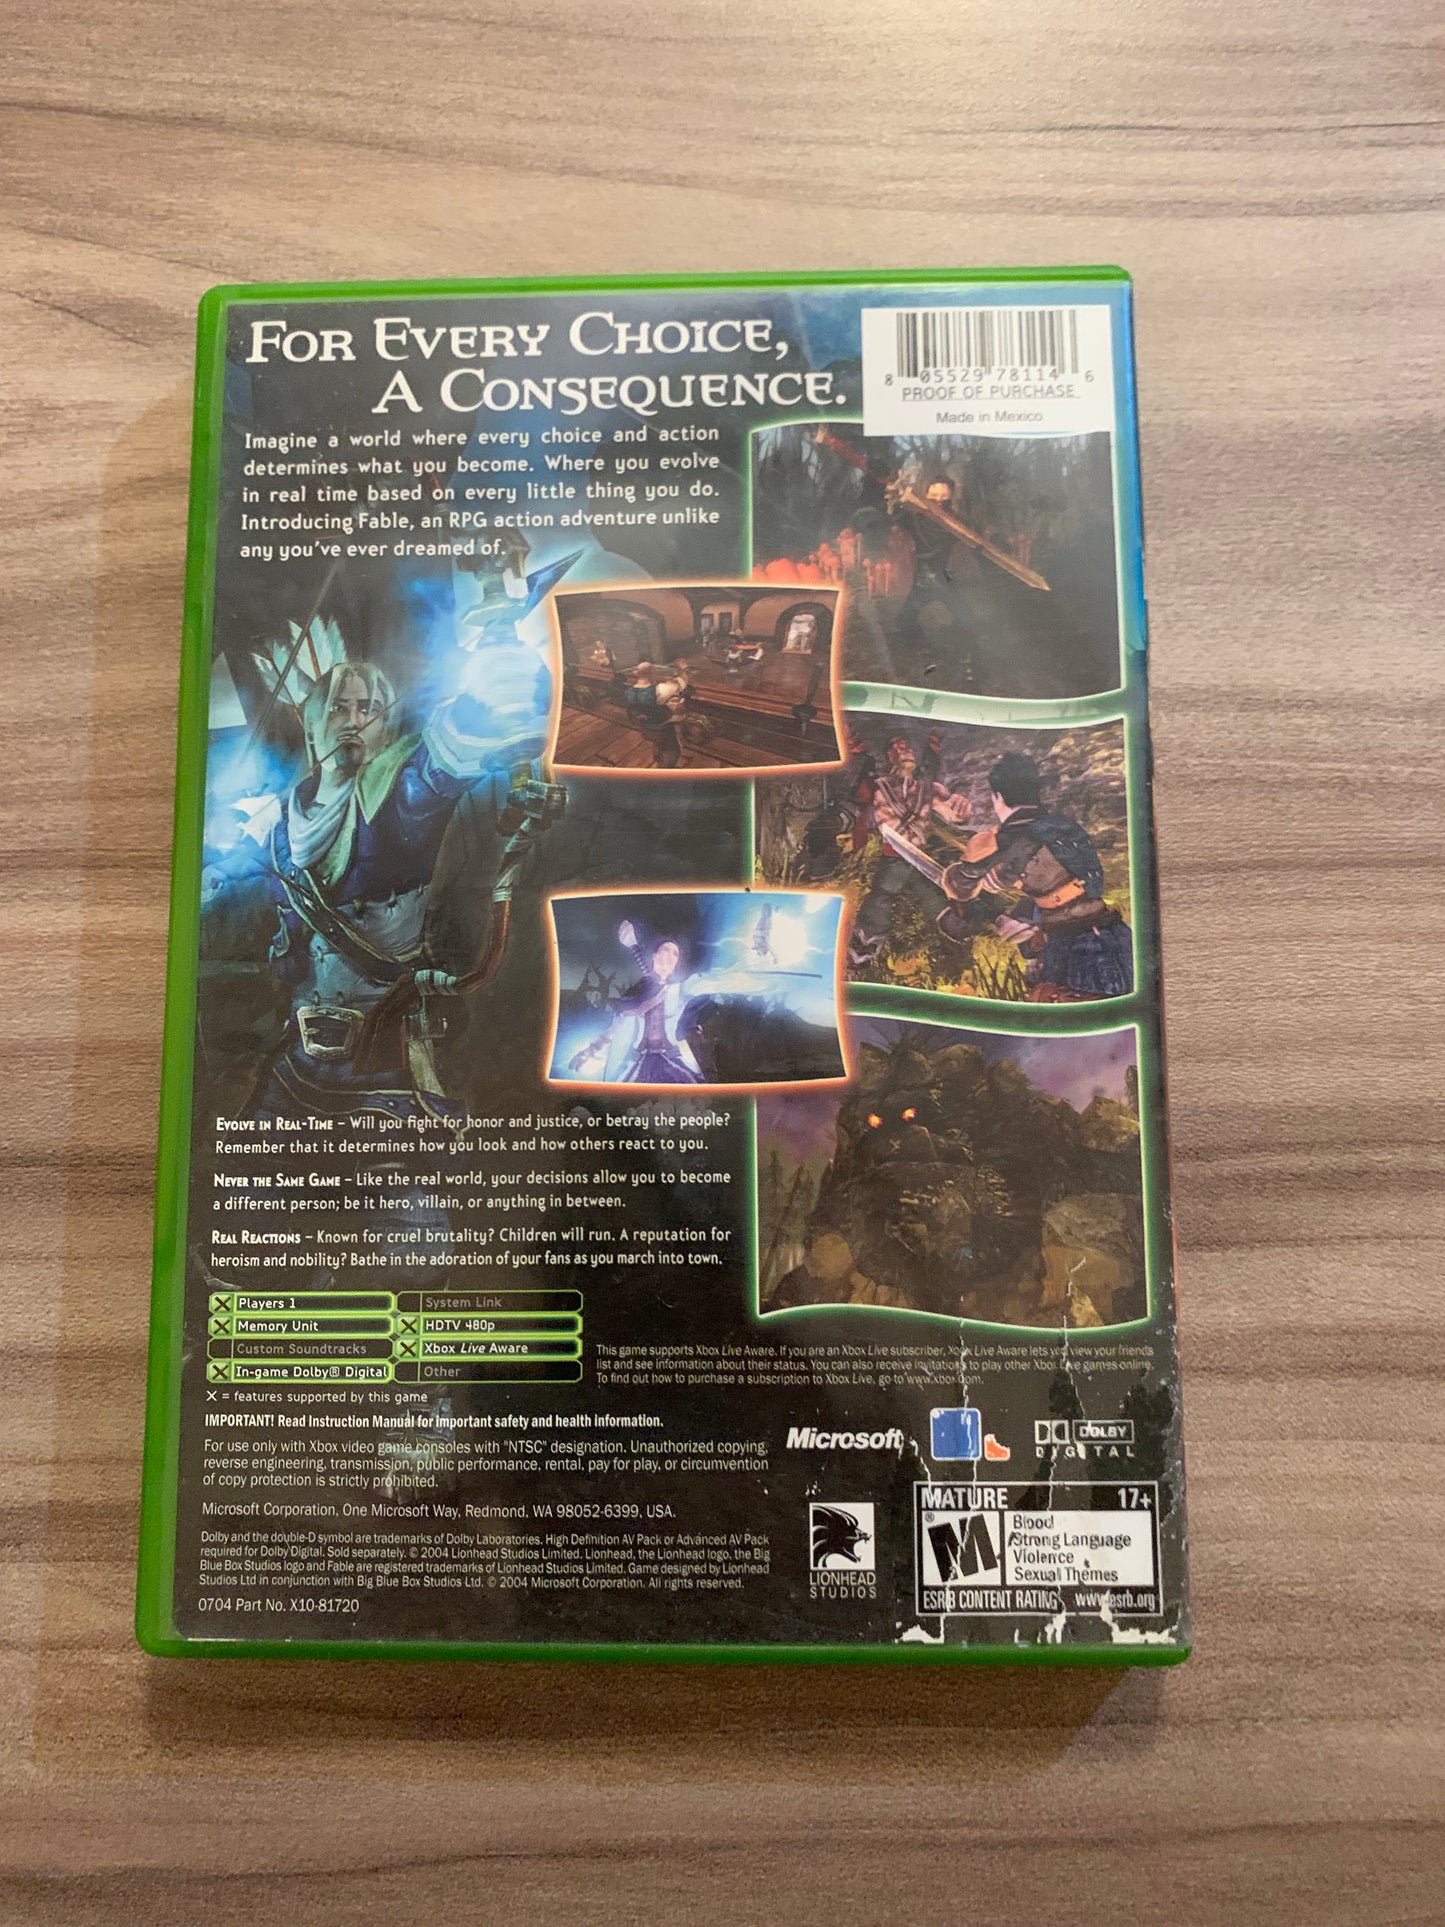 FOR EVERY CHOICE,
A CONSEQUENCE.
8 05529 78114 6
PROOF OF PURCHASE
Made in Mexico
Imagine a world where every choice and action
determines what you become. Where you evolve
in real time based on every little thing you do.
Introducing Fable, an RPG action adventure unlike
any you've ever dreamed of.
EVOLVE IN REAL-TIME – Will you fight for honor and justice, or betray the people?
Remember that it determines how you look and how others react to you.
NEVER THE SAME GAME – Like the real world, your decisions allow you to become
a different person; be it hero, villain, or anything in between.
REAL REACTIONS – Known for cruel brutality? Children will run. A reputation for
heroism and nobility? Bathe in the adoration of your fans as you march into town.
X Players 1
System Link
X Memory Unit
X HDTV 480p
Custom Soundtracks
X Xbox Live Aware
X In-game Dolby® Digital
Other
X = features supported by this game
This game supports Xbox Live Aware. If you are an Xbox Live subscriber, Xbox Live Aware lets you view your friends
list and see information about their status. You can also receive invitations to play other Xbox Live games online.
To find out how to purchase a subscription to Xbox Live, go to www.xbox.com.
IMPORTANT! Read Instruction Manual for important safety and health information.
For use only with Xbox video game consoles with "NTSC" designation. Unauthorized copying,
reverse engineering, transmission, public performance, rental, pay for play, or circumvention
of copy protection is strictly prohibited.
Microsoft Corporation, One Microsoft Way, Redmond, WA 98052-6399, USA.
Dolby and the double-D symbol are trademarks of Dolby Laboratories. High Definition AV Pack or Advanced AV Pack
required for Dolby Digital. Sold separately. © 2004 Lionhead Studios Limited. Lionhead, the Lionhead logo, the Big
Blue Box Studios logo and Fable are registered trademarks of Lionhead Studios Limited. Game designed by Lionhead
Studios Ltd in conjunction with Big Blue Box Studios Ltd. © 2004 Microsoft Corporation. All rights reserved.
0704 Part No. X10-81720
Microsoft
DOLBY
DIGITAL
LIONHEAD
STUDIOS
MATURE 17+
M
®
Blood
Strong Language
Violence
Sexual Themes
ESRB CONTENT RATING www.esrb.org